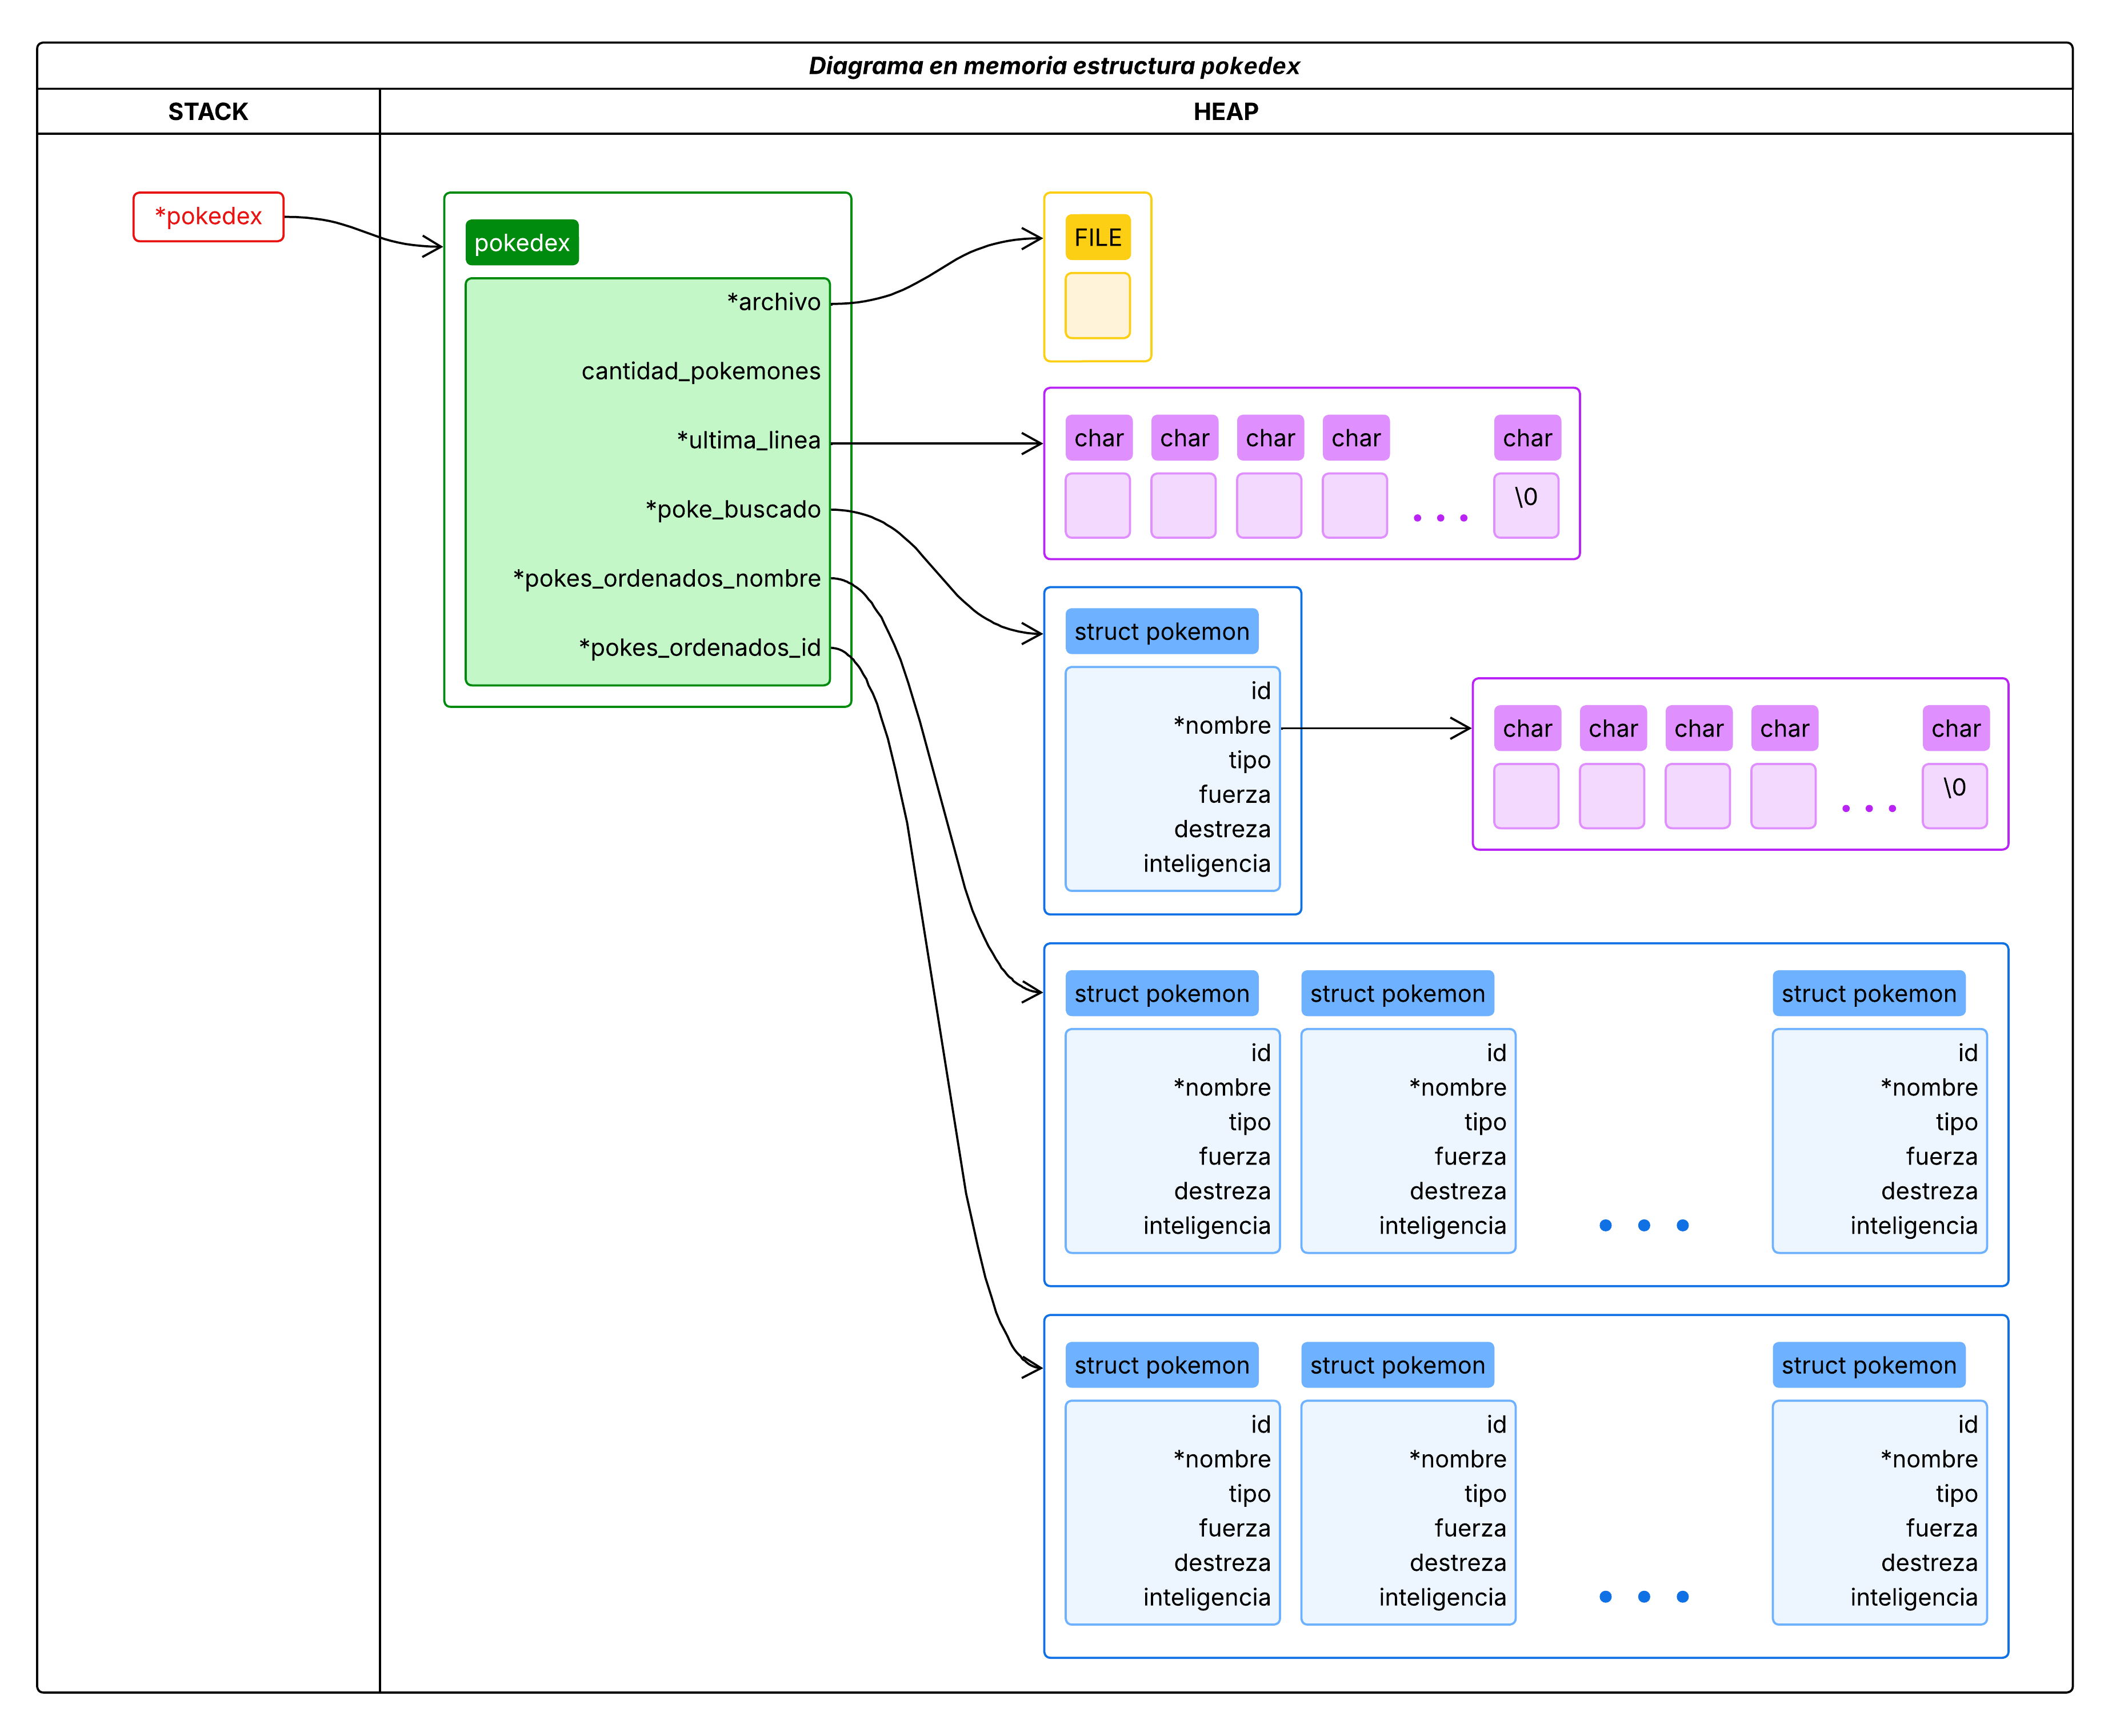 Diagrama en memoria estructura pokedex
STACK
HEAP
*pokedex
pokedex
*archivo
cantidad_pokemones
*ultima_linea
*poke_buscado
*pokes_ordenados_nombre
*pokes_ordenados_id
FILE
char char char char char
\0
struct pokemon
id
*nombre
tipo
fuerza
destreza
inteligencia
char char char char char
\0
struct pokemon struct pokemon struct pokemon
id id id
*nombre *nombre *nombre
tipo tipo tipo
fuerza fuerza fuerza
destreza destreza destreza
inteligencia inteligencia inteligencia
struct pokemon struct pokemon struct pokemon
id id id
*nombre *nombre *nombre
tipo tipo tipo
fuerza fuerza fuerza
destreza destreza destreza
inteligencia inteligencia inteligencia